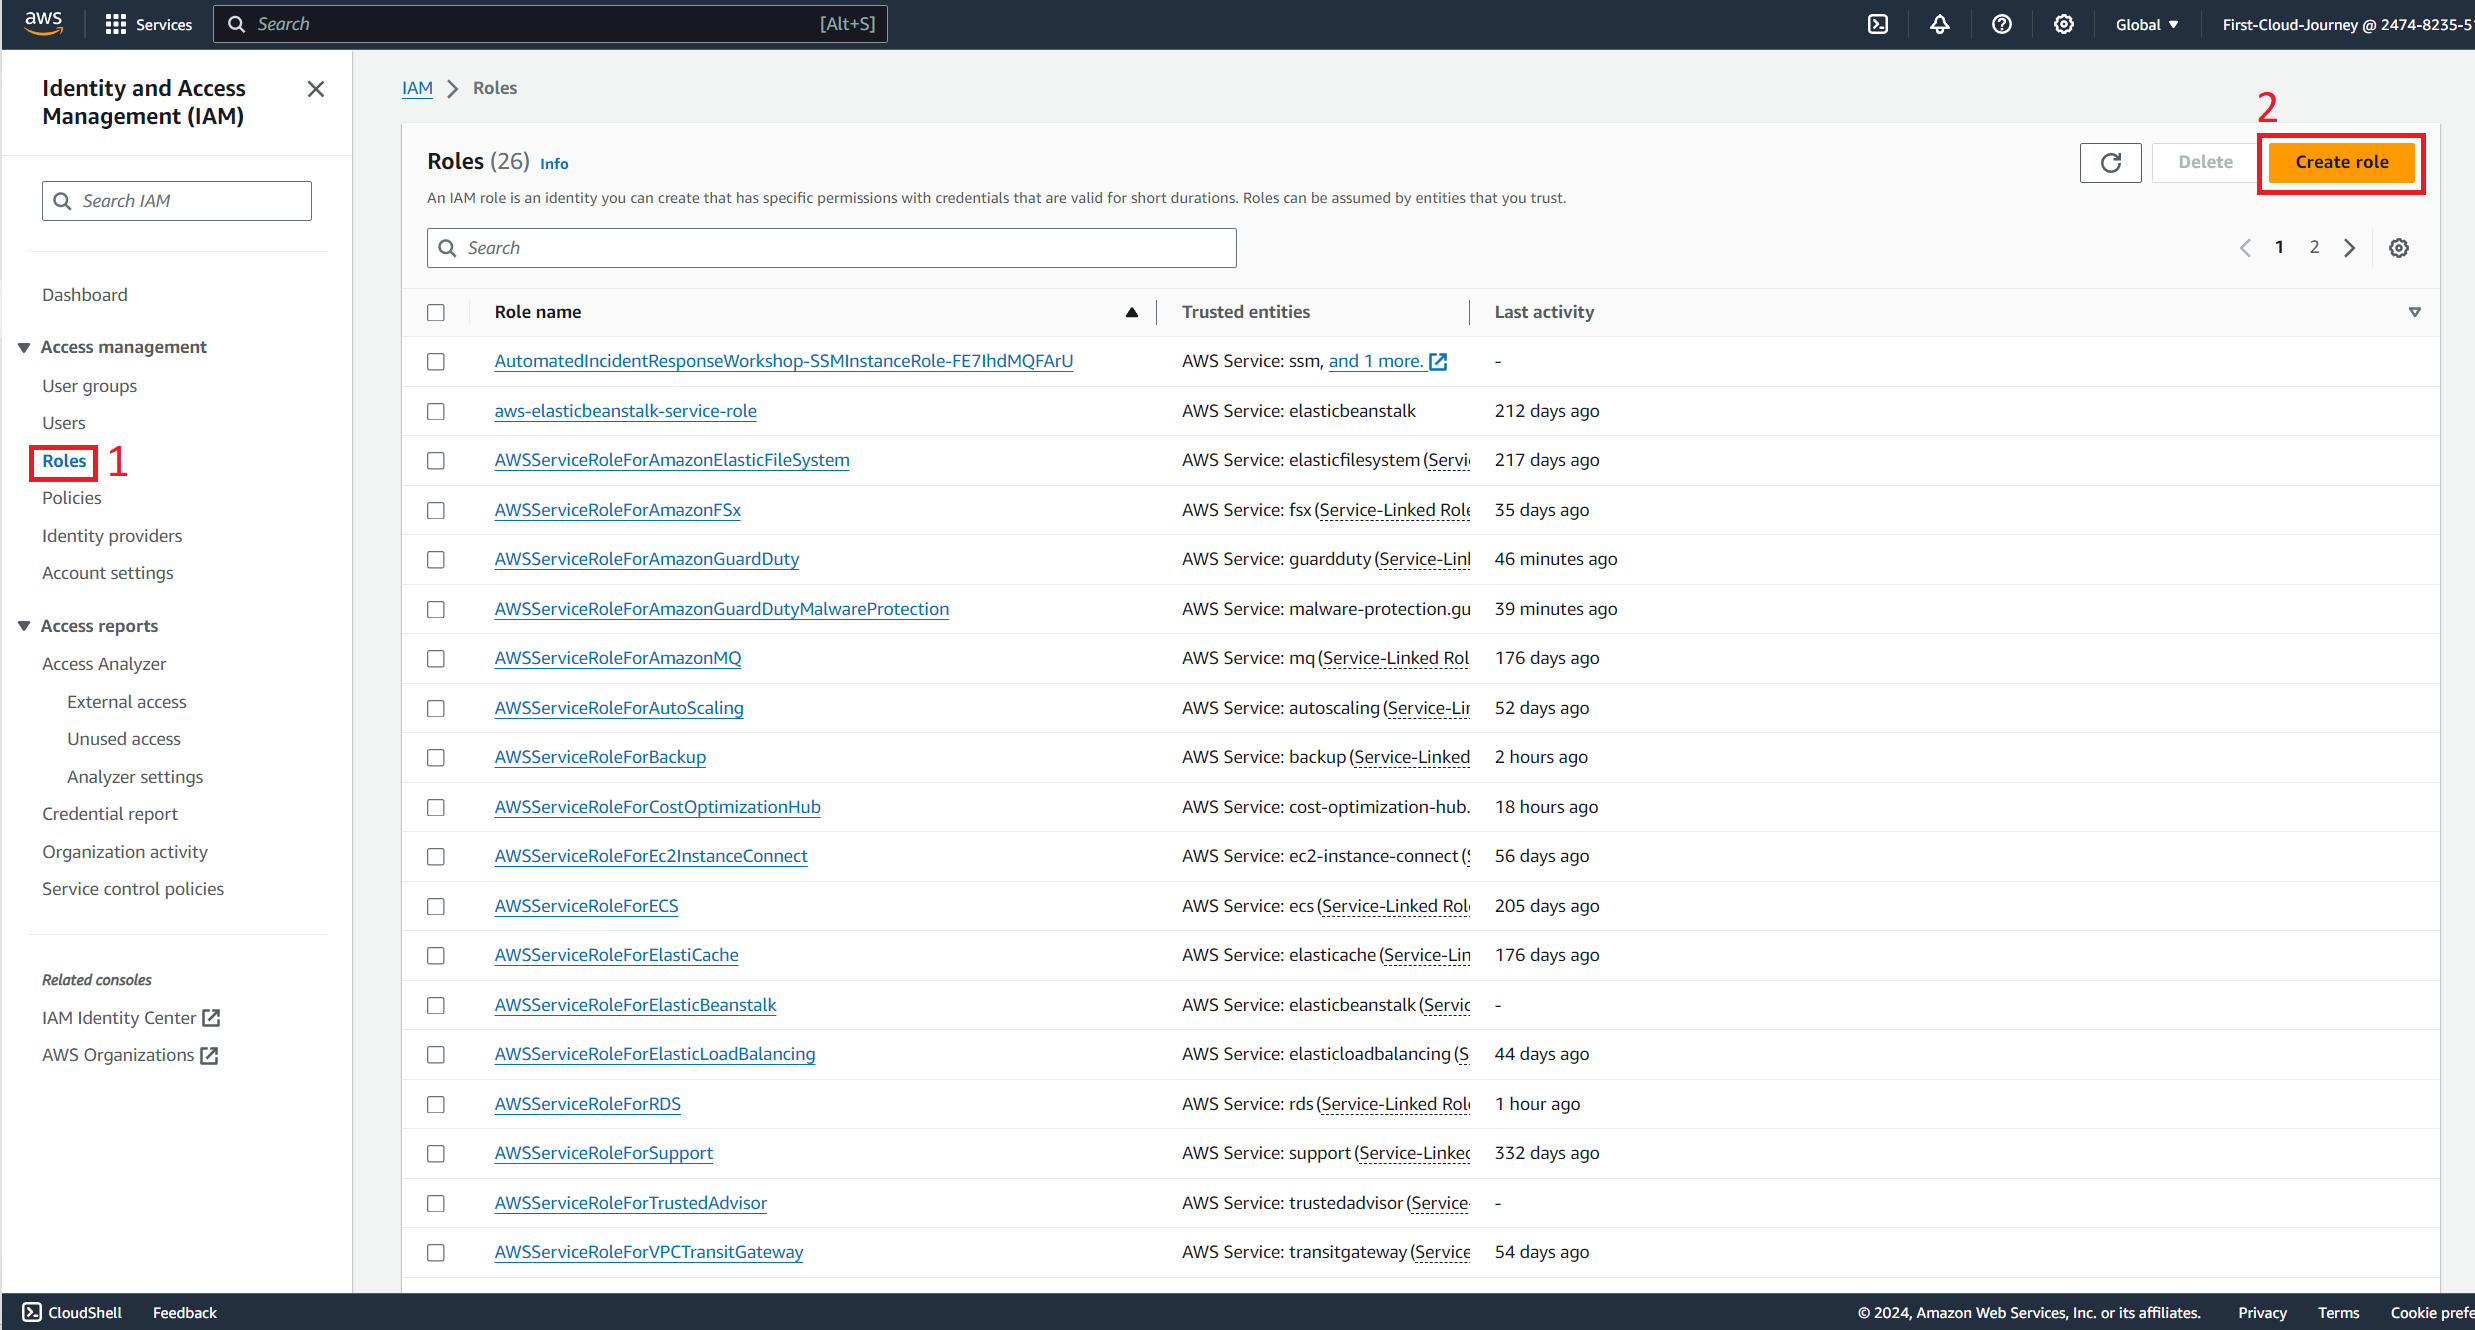 aws Services Search [Alt+S] Global First-Cloud-Journey @ 2474-8235-5
Identity and Access
Management (IAM)
Search IAM
Dashboard
Access management
User groups
Users
Roles 1
Policies
Identity providers
Account settings
Access reports
Access Analyzer
External access
Unused access
Analyzer settings
Credential report
Organization activity
Service control policies
Related consoles
IAM Identity Center
AWS Organizations
IAM > Roles
2
Roles (26) Info Delete Create role
An IAM role is an identity you can create that has specific permissions with credentials that are valid for short durations. Roles can be assumed by entities that you trust.
Search 1 2
Role name Trusted entities Last activity
AutomatedIncidentResponseWorkshop-SSMInstanceRole-FE7IhdMQFArU AWS Service: ssm, and 1 more. -
aws-elasticbeanstalk-service-role AWS Service: elasticbeanstalk 212 days ago
AWSServiceRoleForAmazonElasticFileSystem AWS Service: elasticfilesystem (Servi 217 days ago
AWSServiceRoleForAmazonFSx AWS Service: fsx (Service-Linked Role 35 days ago
AWSServiceRoleForAmazonGuardDuty AWS Service: guardduty (Service-Linl 46 minutes ago
AWSServiceRoleForAmazonGuardDutyMalwareProtection AWS Service: malware-protection.gu 39 minutes ago
AWSServiceRoleForAmazonMQ AWS Service: mq (Service-Linked Rol 176 days ago
AWSServiceRoleForAutoScaling AWS Service: autoscaling (Service-Li 52 days ago
AWSServiceRoleForBackup AWS Service: backup (Service-Linked 2 hours ago
AWSServiceRoleForCostOptimizationHub AWS Service: cost-optimization-hub. 18 hours ago
AWSServiceRoleForEc2InstanceConnect AWS Service: ec2-instance-connect (S 56 days ago
AWSServiceRoleForECS AWS Service: ecs (Service-Linked Rol 205 days ago
AWSServiceRoleForElastiCache AWS Service: elasticache (Service-Lin 176 days ago
AWSServiceRoleForElasticBeanstalk AWS Service: elasticbeanstalk (Servic -
AWSServiceRoleForElasticLoadBalancing AWS Service: elasticloadbalancing (S 44 days ago
AWSServiceRoleForRDS AWS Service: rds (Service-Linked Rol 1 hour ago
AWSServiceRoleForSupport AWS Service: support (Service-Linked 332 days ago
AWSServiceRoleForTrustedAdvisor AWS Service: trustedadvisor (Service- -
AWSServiceRoleForVPCTransitGateway AWS Service: transitgateway (Service 54 days ago
CloudShell Feedback © 2024, Amazon Web Services, Inc. or its affiliates. Privacy Terms Cookie prefe